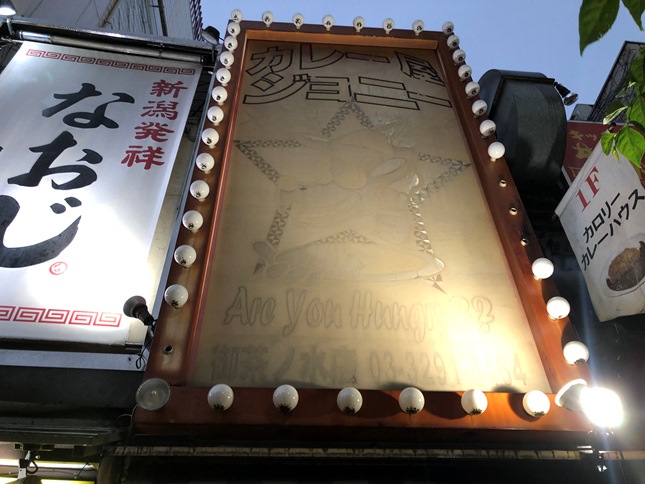 新潟発祥
なおじ
カレー屋
ジョニー
Are You Hungry??
御茶ノ水店
1F
カロリー
カレーハウス